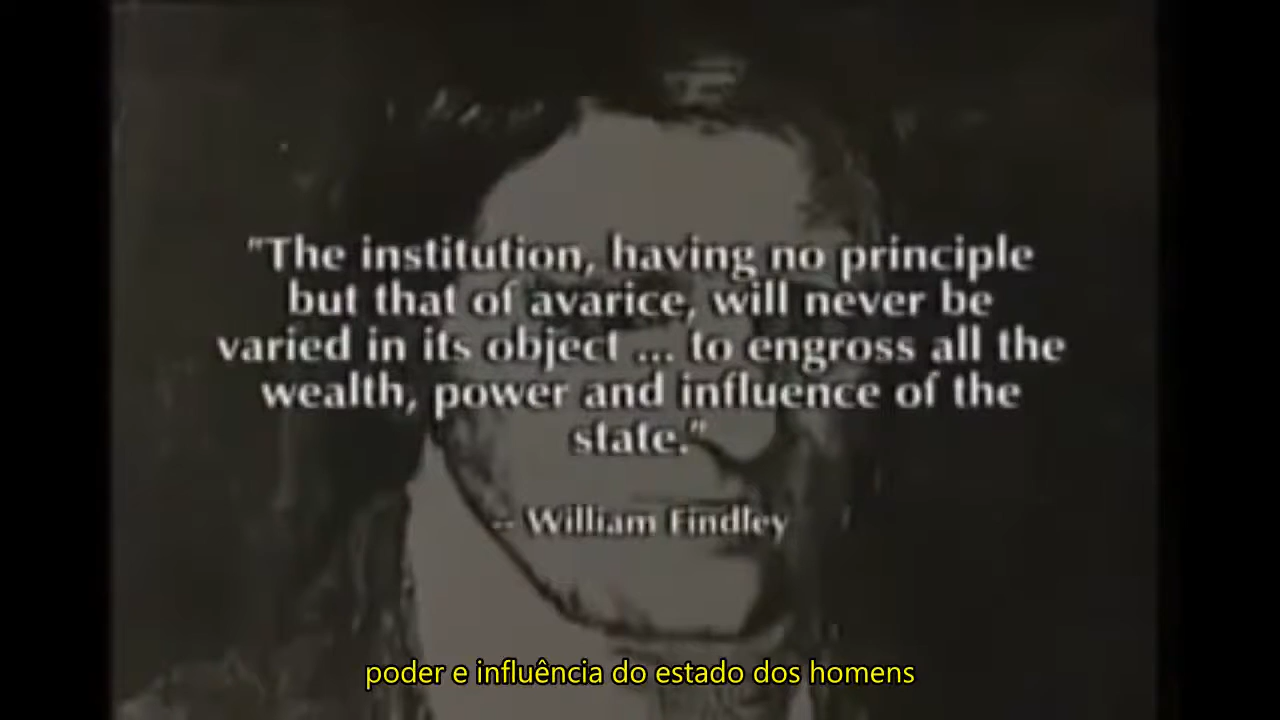 "The institution, having no principle
but that of avarice, will never be
varied in its object ... to engross all the
wealth, power and influence of the
state."
-- William Findley
poder e influência do estado dos homens